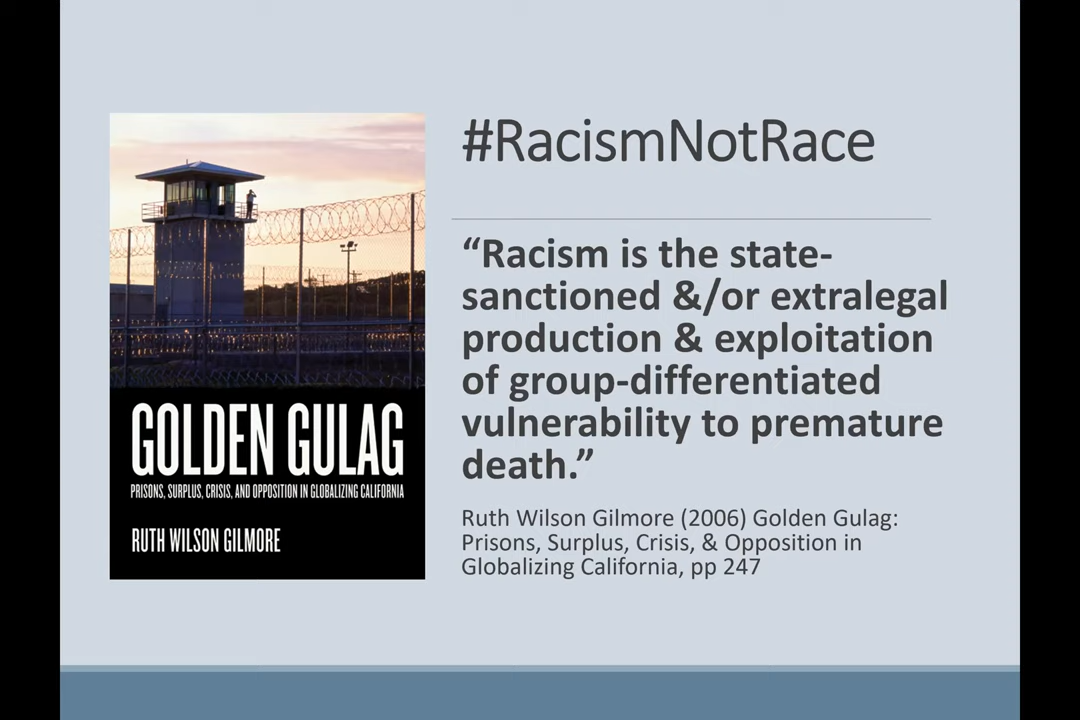 GOLDEN GULAG
PRISONS, SURPLUS, CRISIS, AND OPPOSITION IN GLOBALIZING CALIFORNIA
RUTH WILSON GILMORE
#RacismNotRace
“Racism is the state-
sanctioned &/or extralegal
production & exploitation
of group-differentiated
vulnerability to premature
death.”
Ruth Wilson Gilmore (2006) Golden Gulag:
Prisons, Surplus, Crisis, & Opposition in
Globalizing California, pp 247